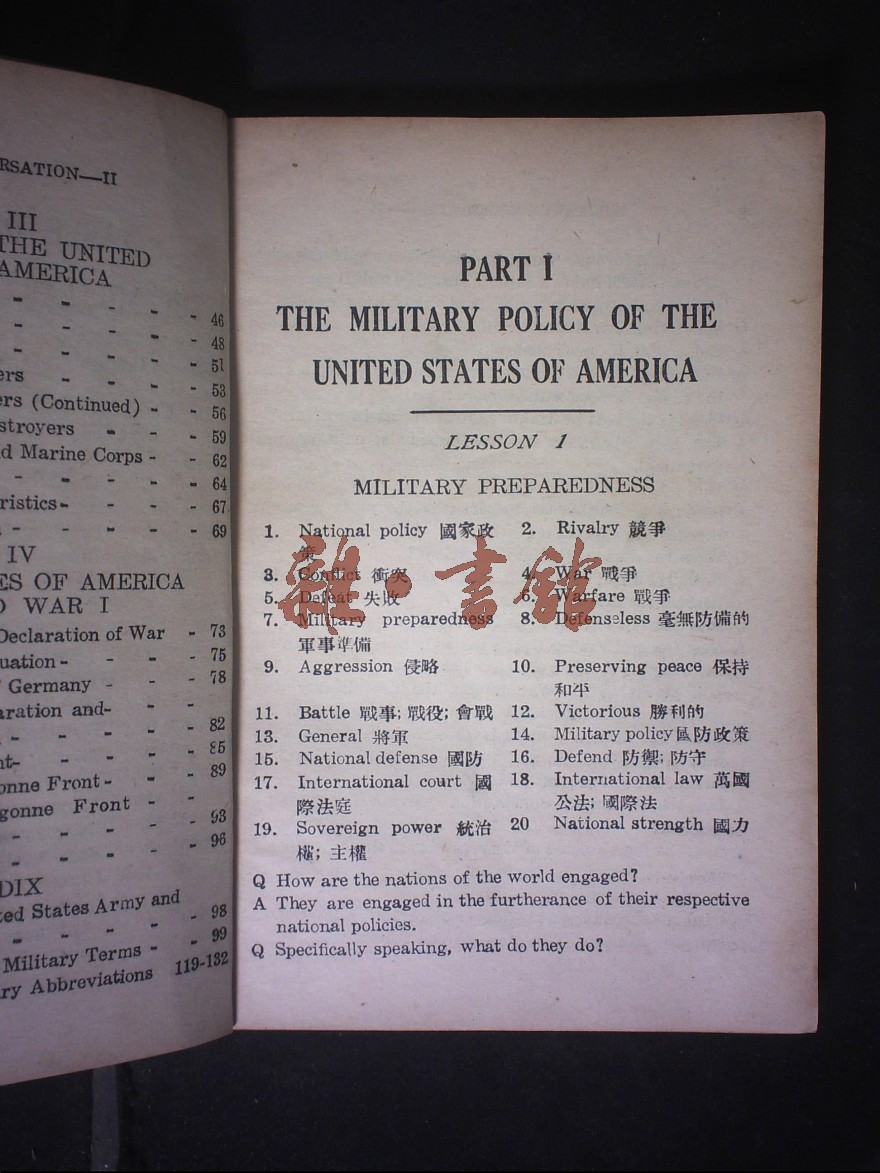 RSATION—II
III
THE UNITED
AMERICA
- - - - - 46
- - - - - 48
- - - - - 51
ers - - - - 53
ers (Continued) - - 56
stroyers - - - 59
d Marine Corps - - 62
- - - - - 64
ristics- - - - - 67
- - - - - 69
IV
ES OF AMERICA
WAR I
Declaration of War - 73
uation - - - - 75
Germany - - - 78
aration and- - -
- - - - - 82
nt- - - - - 85
onne Front - - - 89
gonne Front - -
- - - - - 93
- - - - - 96
DIX
ted States Army and
- - - - - 98
- - - - - 99
Military Terms -
ry Abbreviations 119-132
PART I
THE MILITARY POLICY OF THE
UNITED STATES OF AMERICA
LESSON 1
MILITARY PREPAREDNESS
1. National policy 國家政 2. Rivalry 競爭
策
3. Conflict 衝突 4. War 戰爭
5. Defeat 失敗 6. Warfare 戰爭
7. Military preparedness 8. Defenseless 毫無防備的
軍事準備
9. Aggression 侵略 10. Preserving peace 保持
和平
11. Battle 戰事; 戰役; 會戰 12. Victorious 勝利的
13. General 將軍 14. Military policy 防政策
15. National defense 國防 16. Defend 防禦; 防守
17. International court 國 18. International law 萬國
際法庭 公法; 國際法
19. Sovereign power 統治 20 National strength 國力
權; 主權
Q How are the nations of the world engaged?
A They are engaged in the furtherance of their respective
national policies.
Q Specifically speaking, what do they do?
雜·書館